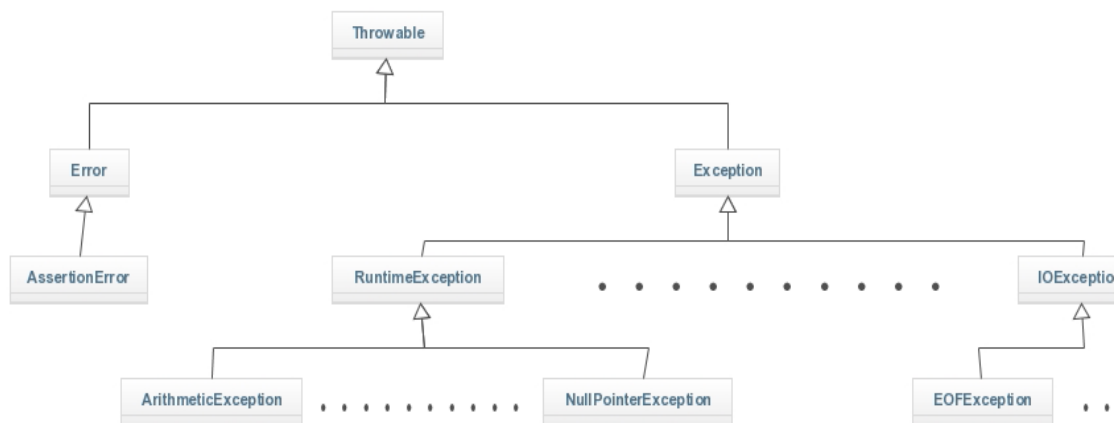 Throwable
Error
Exception
AssertionError
RuntimeException
IOExceptio
ArithmeticException
NullPointerException
EOFException